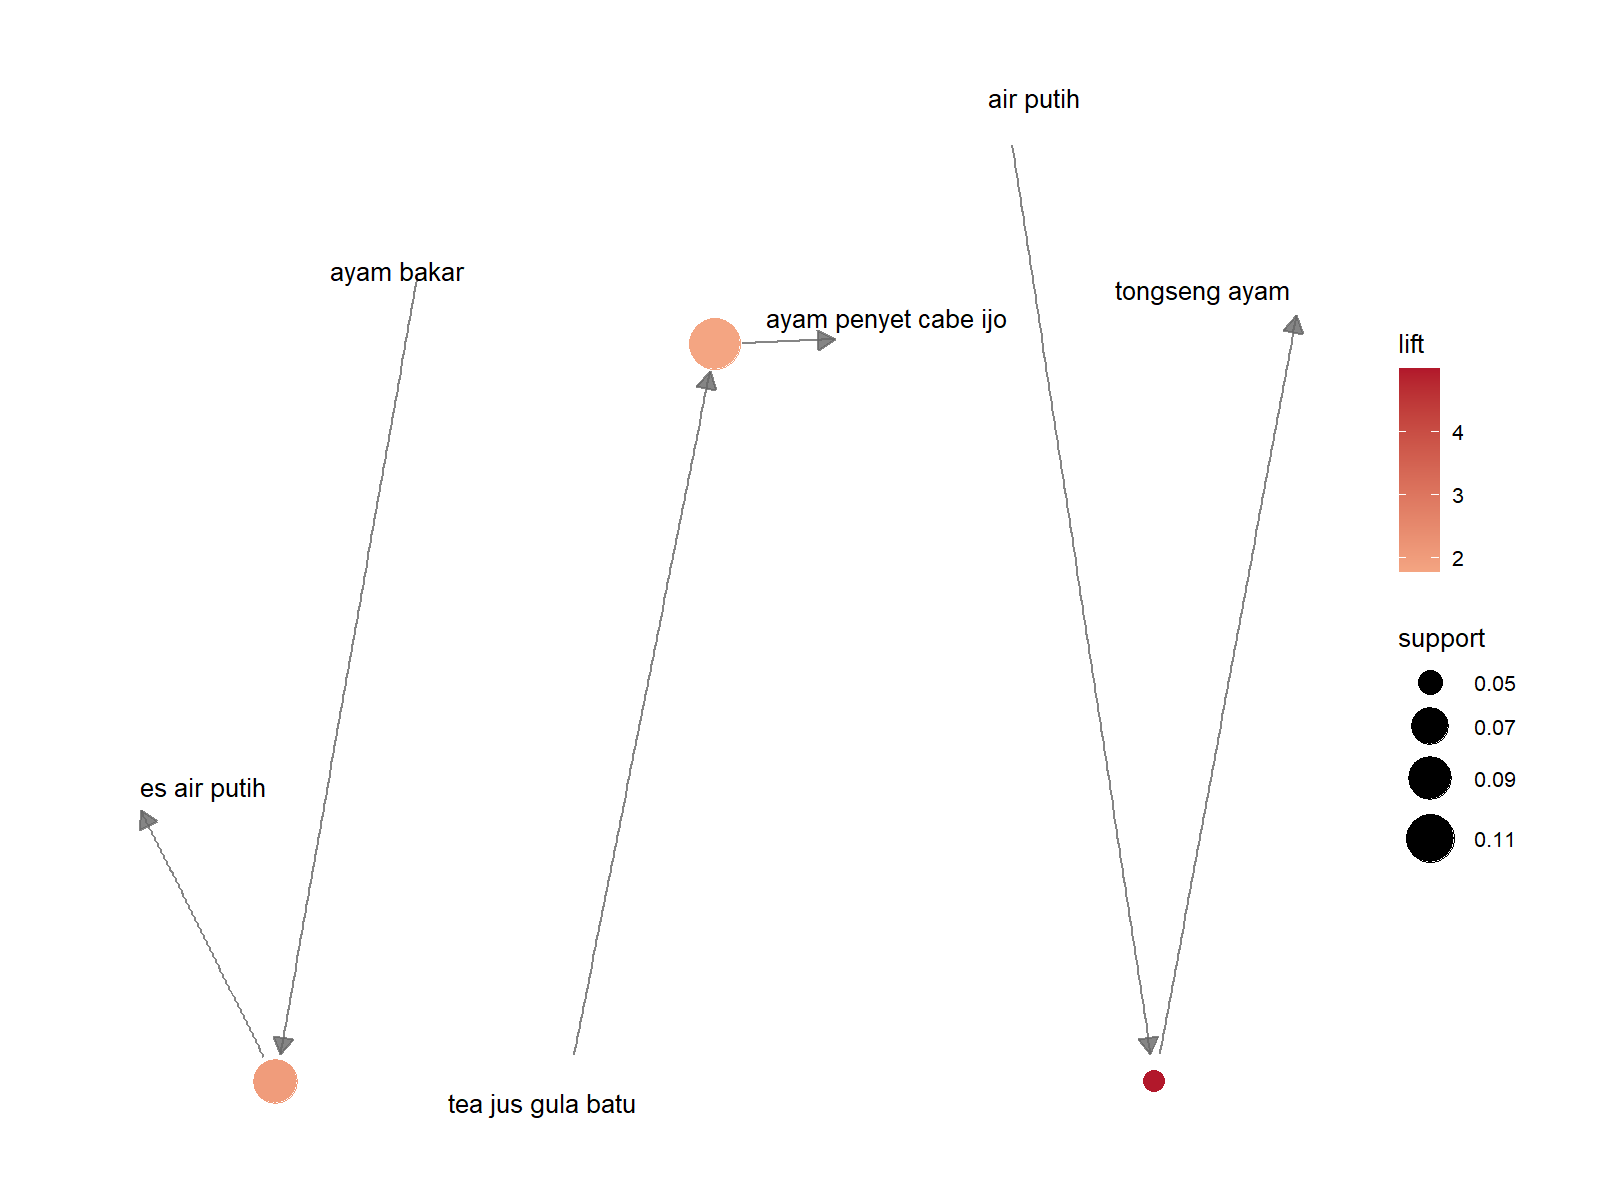 air putih
ayam bakar
tongseng ayam
ayam penyet cabe ijo
es air putih
tea jus gula batu
lift
4
3
2
support
0.05
0.07
0.09
0.11